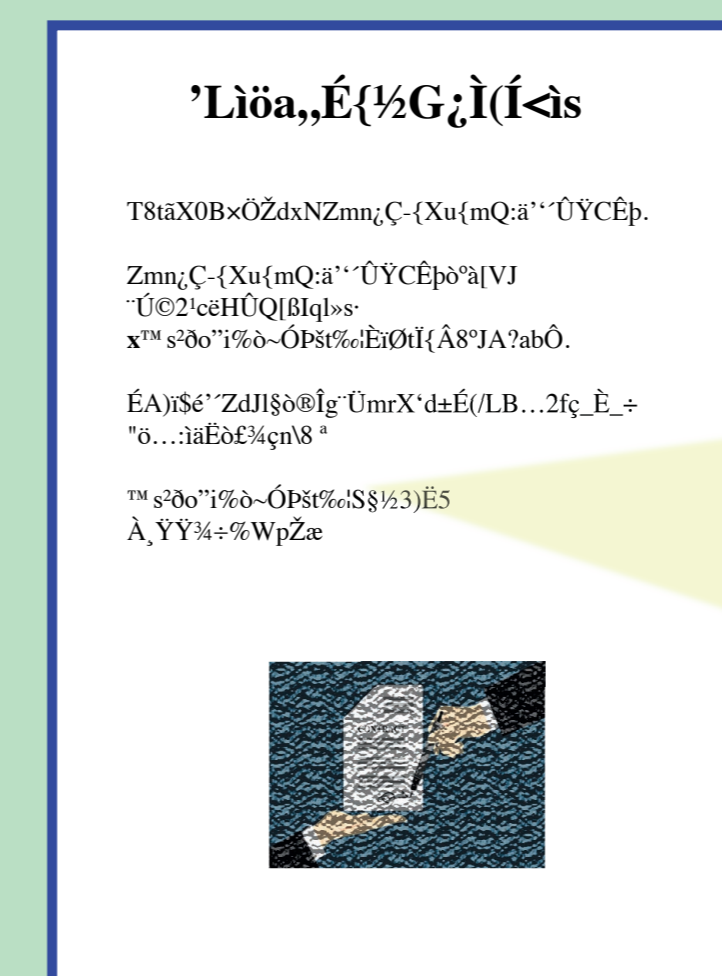 ’Lìöa„É{½G¿Ì(Í<ìs
T8tãX0B×ÖŽdxNZmn¿Ç-{Xu{mQ:ä’‘´ÛŸCÊþ.
Zmn¿Ç-{Xu{mQ:ä’‘´ÛŸCÊþòºà[VJ
¨Ú©2¹cëHÛQ[ßIql»s·
x™ s²ðo”i%ò~ÓÞšt‰¦ÈïØtÏ{Â8ºJA?abÔ.
ÉA)ï$é’´ZdJl§ò®Îg¨ÜmrX‘d±É(/LB…2fç_È_÷
"ö…:ìäËò£¾çn\8 ª
™ s²ðo”i%ò~ÓÞšt‰¦S§½3)Ë5
À¸ŸŸ¾÷%WpŽæ
CONTRACT